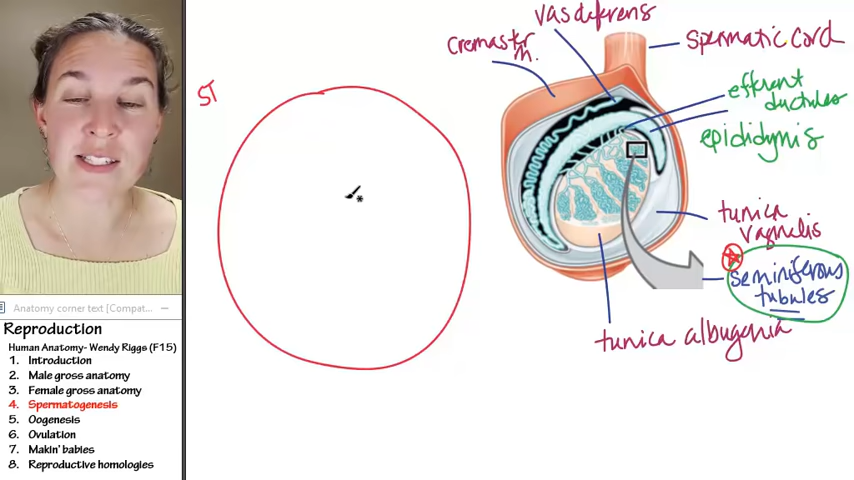 vas deferens
Cremaster
m.
spermatic cord
ST
efferent
ductules
epididymis
tunica
vaginalis
seminiferous
tubules
tunica albugenia
Anatomy corner text [Compat...
Reproduction
Human Anatomy- Wendy Riggs (F15)
1. Introduction
2. Male gross anatomy
3. Female gross anatomy
4. Spermatogenesis
5. Oogenesis
6. Ovulation
7. Makin' babies
8. Reproductive homologies